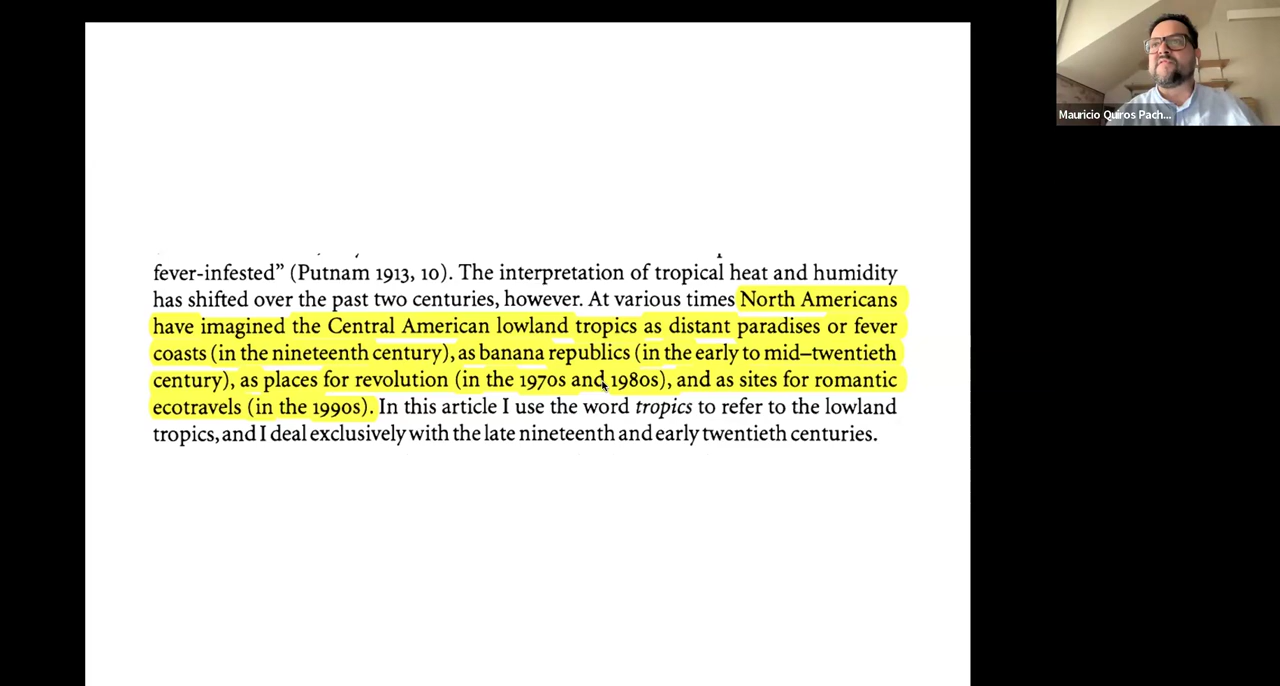 fever-infested” (Putnam 1913, 10). The interpretation of tropical heat and humidity
has shifted over the past two centuries, however. At various times North Americans
have imagined the Central American lowland tropics as distant paradises or fever
coasts (in the nineteenth century), as banana republics (in the early to mid–twentieth
century), as places for revolution (in the 1970s and 1980s), and as sites for romantic
ecotravels (in the 1990s). In this article I use the word tropics to refer to the lowland
tropics, and I deal exclusively with the late nineteenth and early twentieth centuries.
Mauricio Quiros Pach...